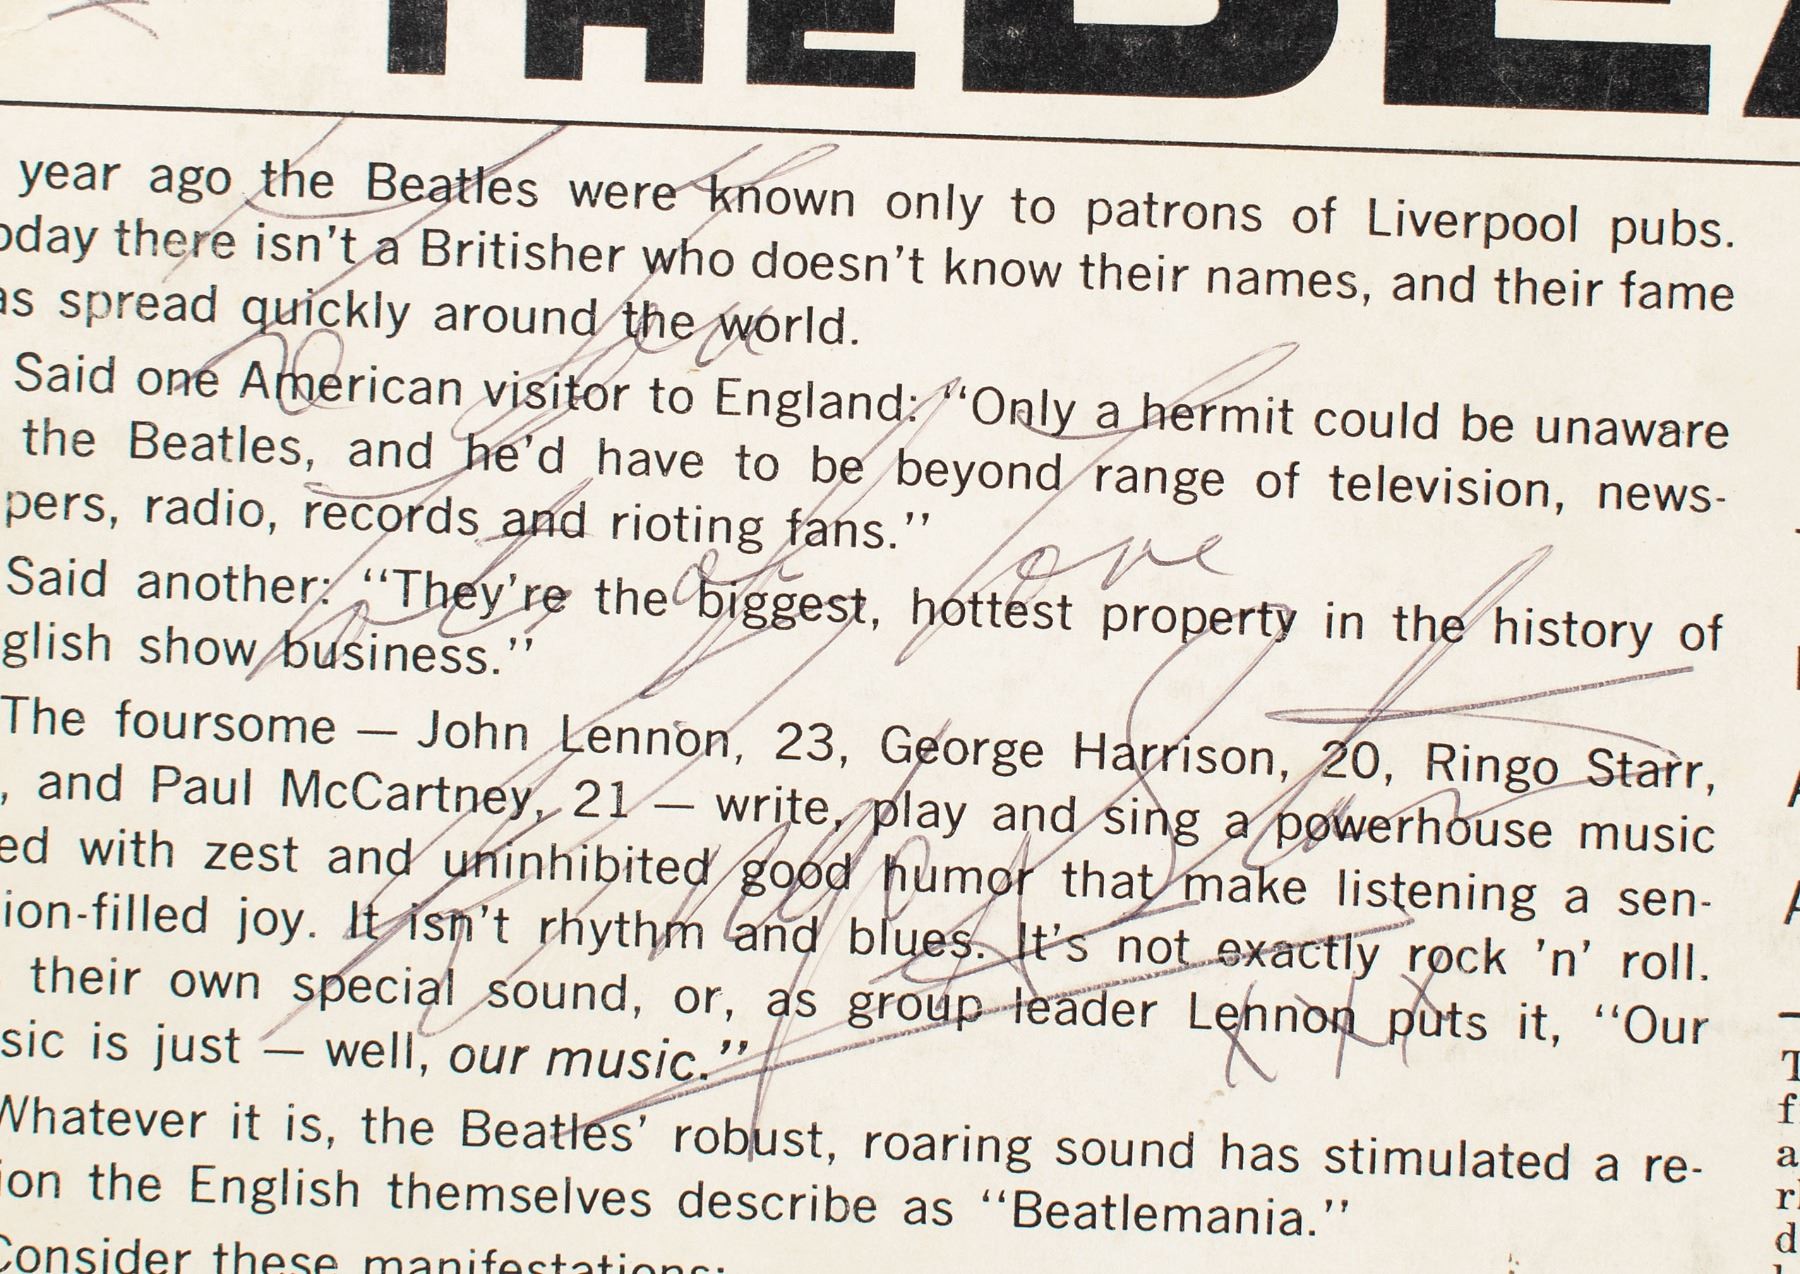 THE BEA
year ago the Beatles were known only to patrons of Liverpool pubs.
oday there isn't a Britisher who doesn't know their names, and their fame
as spread quickly around the world.
Said one American visitor to England: "Only a hermit could be unaware
the Beatles, and he'd have to be beyond range of television, news-
pers, radio, records and rioting fans."
Said another: "They're the biggest, hottest property in the history of
glish show business."
The foursome — John Lennon, 23, George Harrison, 20, Ringo Starr,
, and Paul McCartney, 21 — write, play and sing a powerhouse music
ed with zest and uninhibited good humor that make listening a sen-
ion-filled joy. It isn't rhythm and blues. It's not exactly rock 'n' roll.
their own special sound, or, as group leader Lennon puts it, "Our
sic is just — well, our music."
Whatever it is, the Beatles' robust, roaring sound has stimulated a re-
ion the English themselves describe as "Beatlemania."
Consider these manifestations:
love
xxx